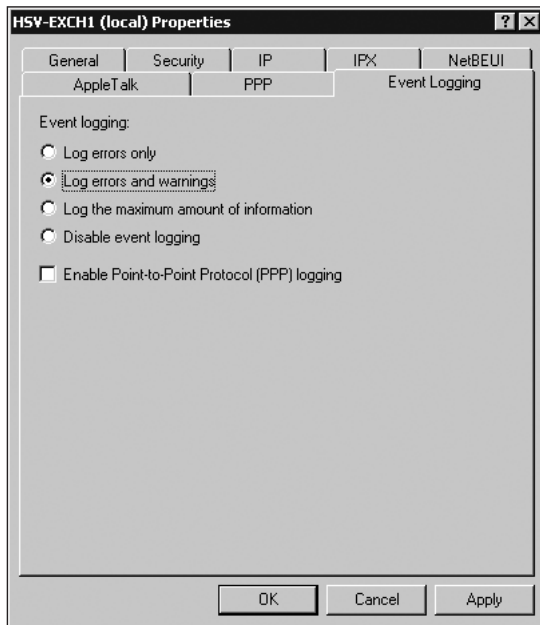 HSV-EXCH1 (local) Properties ? X
General Security IP IPX NetBEUI
AppleTalk PPP Event Logging
Event logging:
Log errors only
Log errors and warnings
Log the maximum amount of information
Disable event logging
Enable Point-to-Point Protocol (PPP) logging
OK Cancel Apply